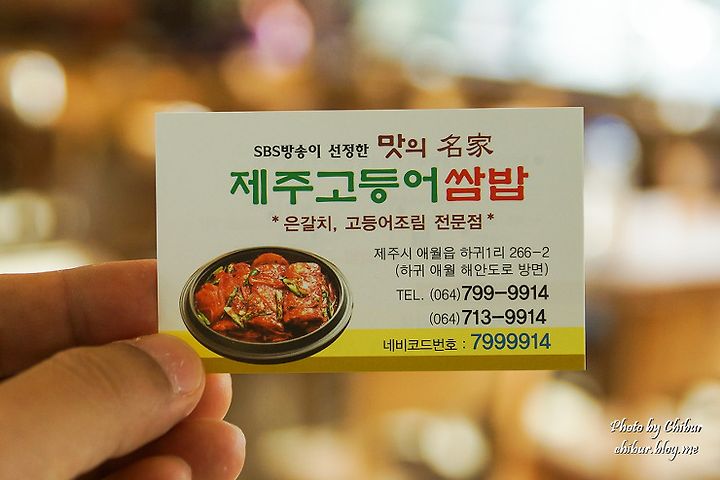 SBS방송이 선정한 맛의 名家
제주고등어쌈밥
* 은갈치, 고등어조림 전문점 *
제주시 애월읍 하귀1리 266-2
(하귀 애월 해안도로 방면)
TEL. (064)799-9914
(064)713-9914
네비코드번호 : 7999914
Photo by Chibur
chibur.blog.me